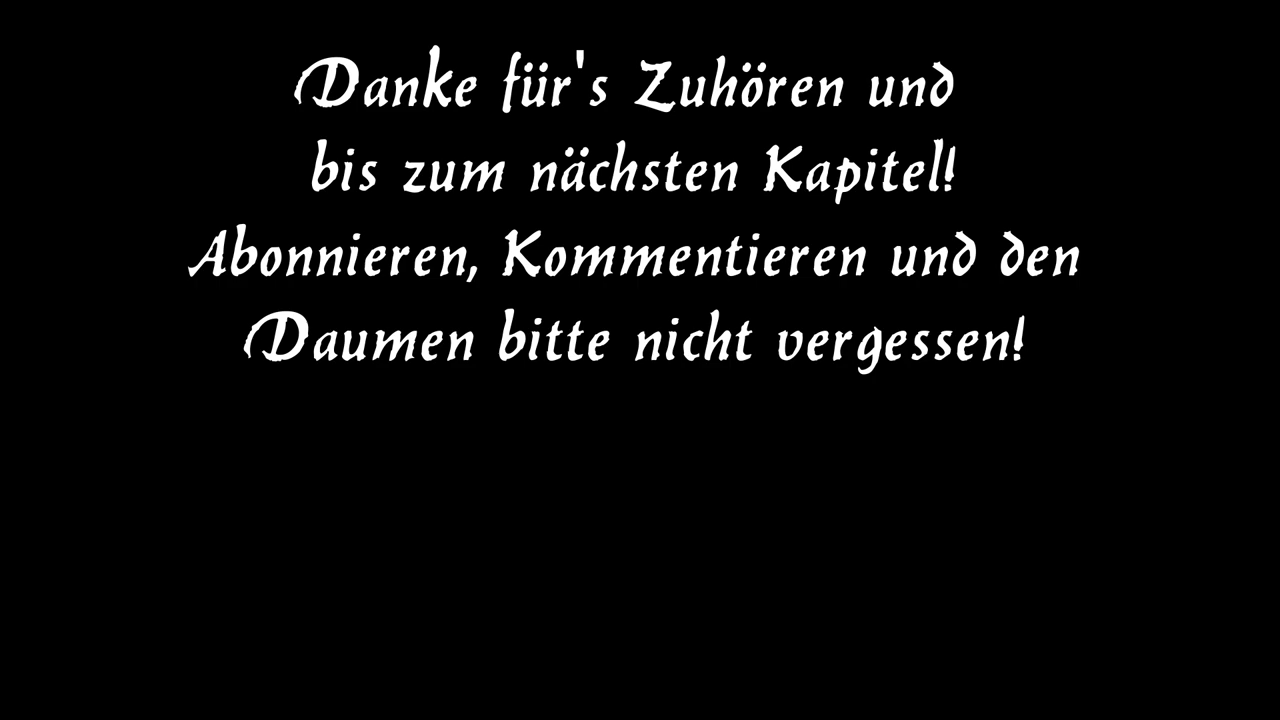 Danke für's Zuhören und
bis zum nächsten Kapitel!
Abonnieren, Kommentieren und den
Daumen bitte nicht vergessen!